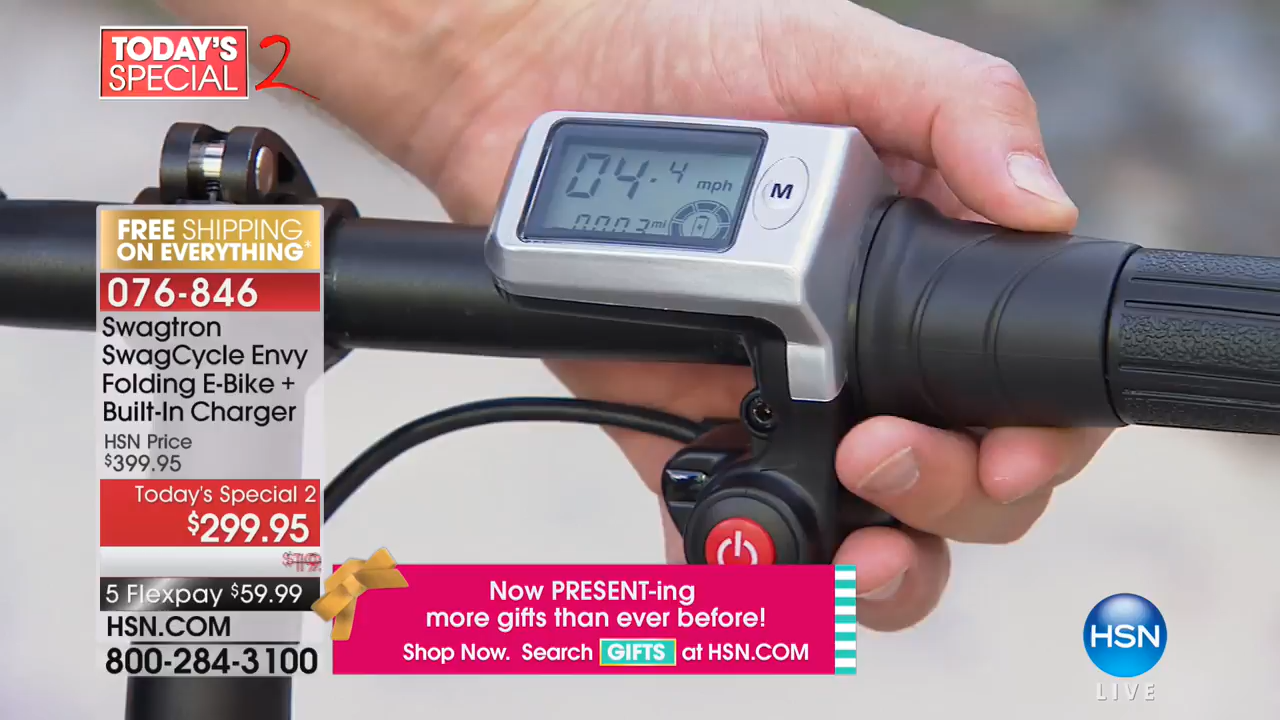 TODAY'S
SPECIAL 2
04.4 mph
0003 mi
M
FREE SHIPPING
ON EVERYTHING*
076-846
Swagtron
SwagCycle Envy
Folding E-Bike +
Built-In Charger
HSN Price
$399.95
Today's Special 2
$299.95
5 Flexpay $59.99
HSN.COM
800-284-3100
Now PRESENT-ing
more gifts than ever before!
Shop Now. Search GIFTS at HSN.COM
HSN
LIVE